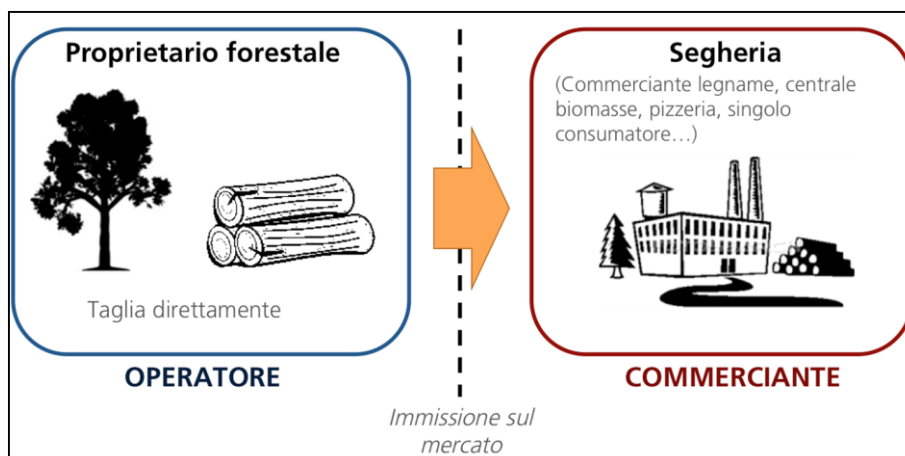 Proprietario forestale
Taglia direttamente
OPERATORE
Immissione sul
mercato
Segheria
(Commerciante legname, centrale
biomasse, pizzeria, singolo
consumatore…)
COMMERCIANTE